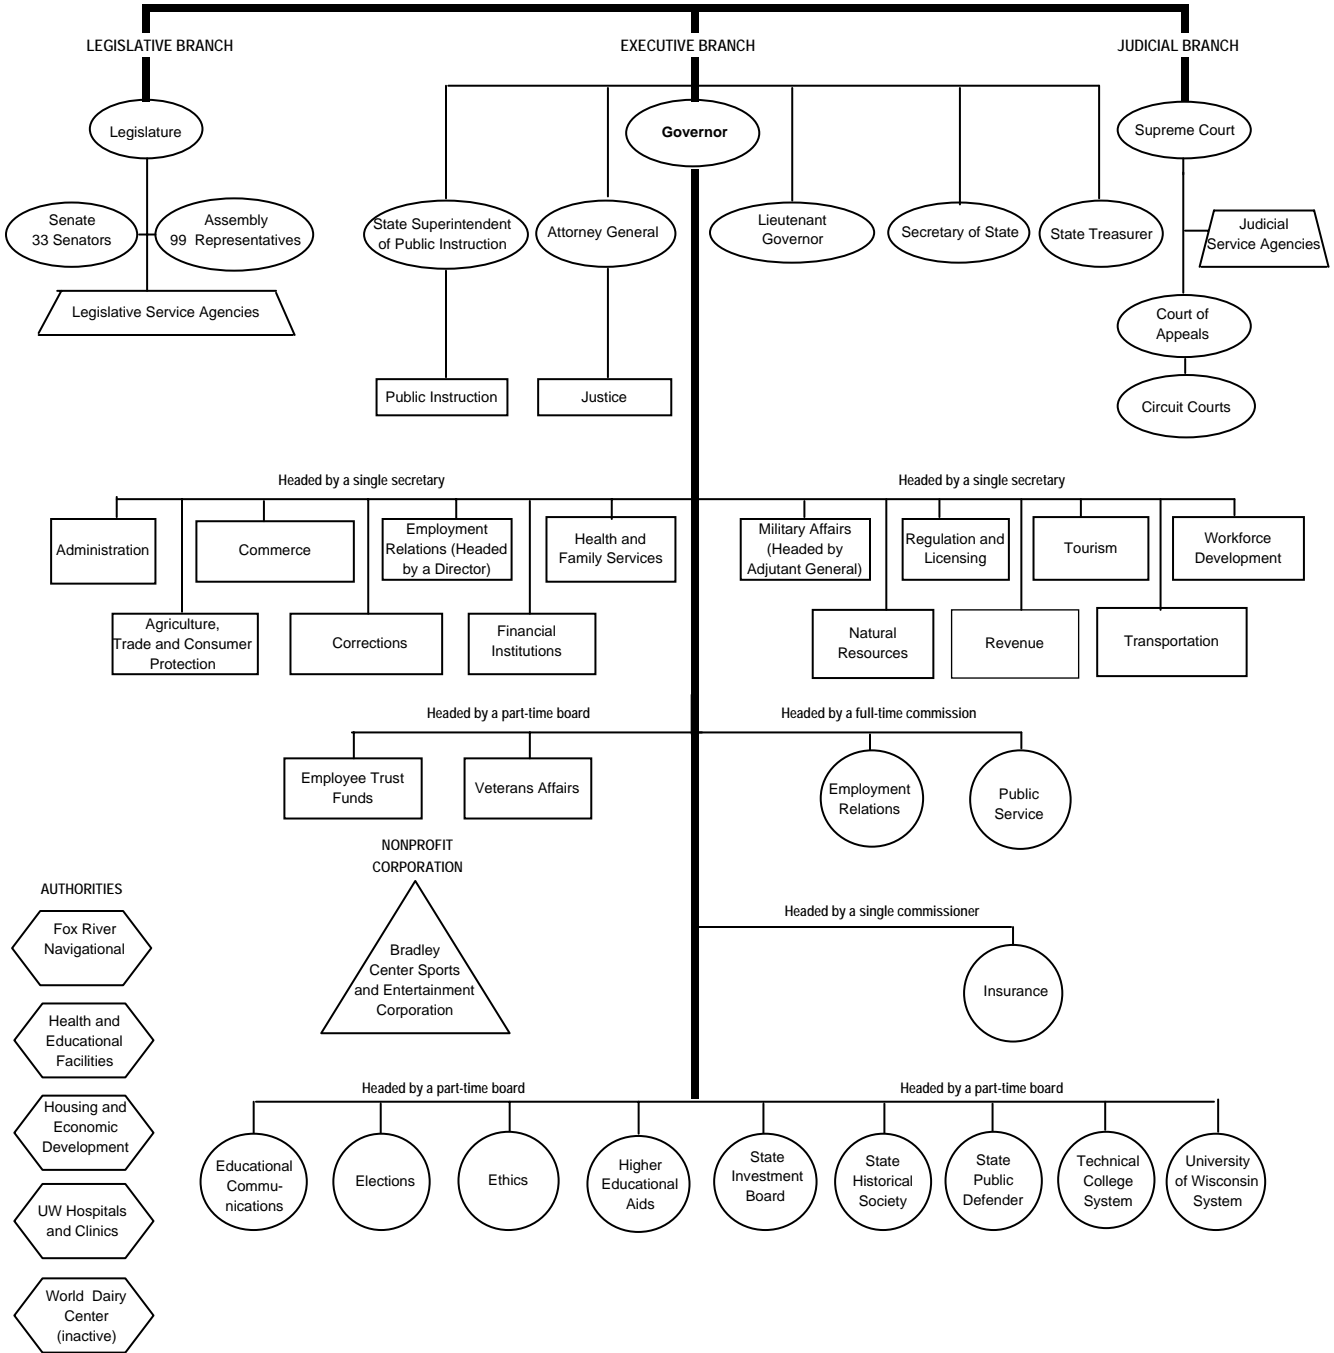 LEGISLATIVE BRANCH
EXECUTIVE BRANCH
JUDICIAL BRANCH
Legislature
Governor
Supreme Court
Senate
33 Senators
Assembly
99 Representatives
State Superintendent
of Public Instruction
Attorney General
Lieutenant
Governor
Secretary of State
State Treasurer
Judicial
Service Agencies
Legislative Service Agencies
Court of
Appeals
Public Instruction
Justice
Circuit Courts
Headed by a single secretary
Headed by a single secretary
Administration
Commerce
Employment
Relations (Headed
by a Director)
Health and
Family Services
Military Affairs
(Headed by
Adjutant General)
Regulation and
Licensing
Tourism
Workforce
Development
Agriculture,
Trade and Consumer
Protection
Corrections
Financial
Institutions
Natural
Resources
Revenue
Transportation
Headed by a part-time board
Headed by a full-time commission
Employee Trust
Funds
Veterans Affairs
Employment
Relations
Public
Service
NONPROFIT
CORPORATION
Bradley
Center Sports
and Entertainment
Corporation
Headed by a single commissioner
Insurance
AUTHORITIES
Fox River
Navigational
Health and
Educational
Facilities
Housing and
Economic
Development
UW Hospitals
and Clinics
World Dairy
Center
(inactive)
Headed by a part-time board
Headed by a part-time board
Educational
Commu-
nications
Elections
Ethics
Higher
Educational
Aids
State
Investment
Board
State
Historical
Society
State
Public
Defender
Technical
College
System
University
of Wisconsin
System